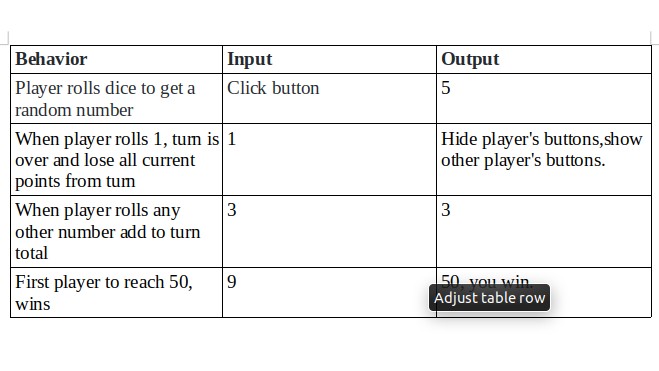 Behavior Input Output
Player rolls dice to get a Click button 5
random number
When player rolls 1, turn is 1 Hide player's buttons,show
over and lose all current other player's buttons.
points from turn
When player rolls any 3 3
other number add to turn
total
First player to reach 50, 9 50, you win.
wins
Adjust table row